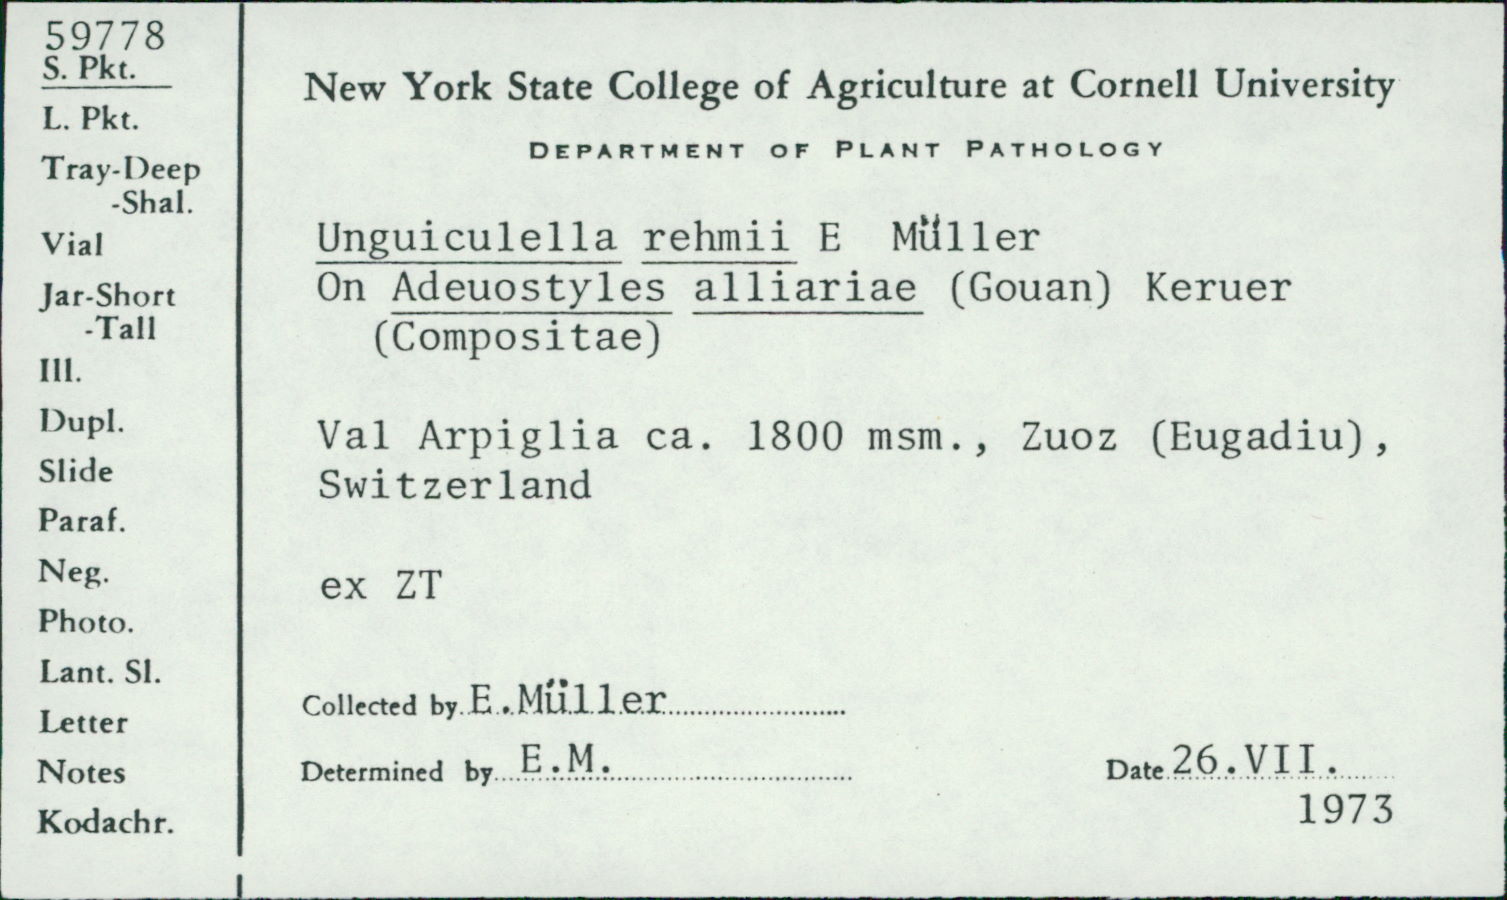 59778
S. Pkt.
L. Pkt.
Tray-Deep
-Shal.
Vial
Jar-Short
-Tall
Ill.
Dupl.
Slide
Paraf.
Neg.
Photo.
Lant. Sl.
Letter
Notes
Kodachr.
New York State College of Agriculture at Cornell University
DEPARTMENT OF PLANT PATHOLOGY
Unguiculella rehmii E Müller
On Adeuostyles alliariae (Gouan) Keruer
(Compositae)
Val Arpiglia ca. 1800 msm., Zuoz (Eugadiu),
Switzerland
ex ZT
Collected by E.Müller
Determined by E.M.
Date 26.VII.
1973